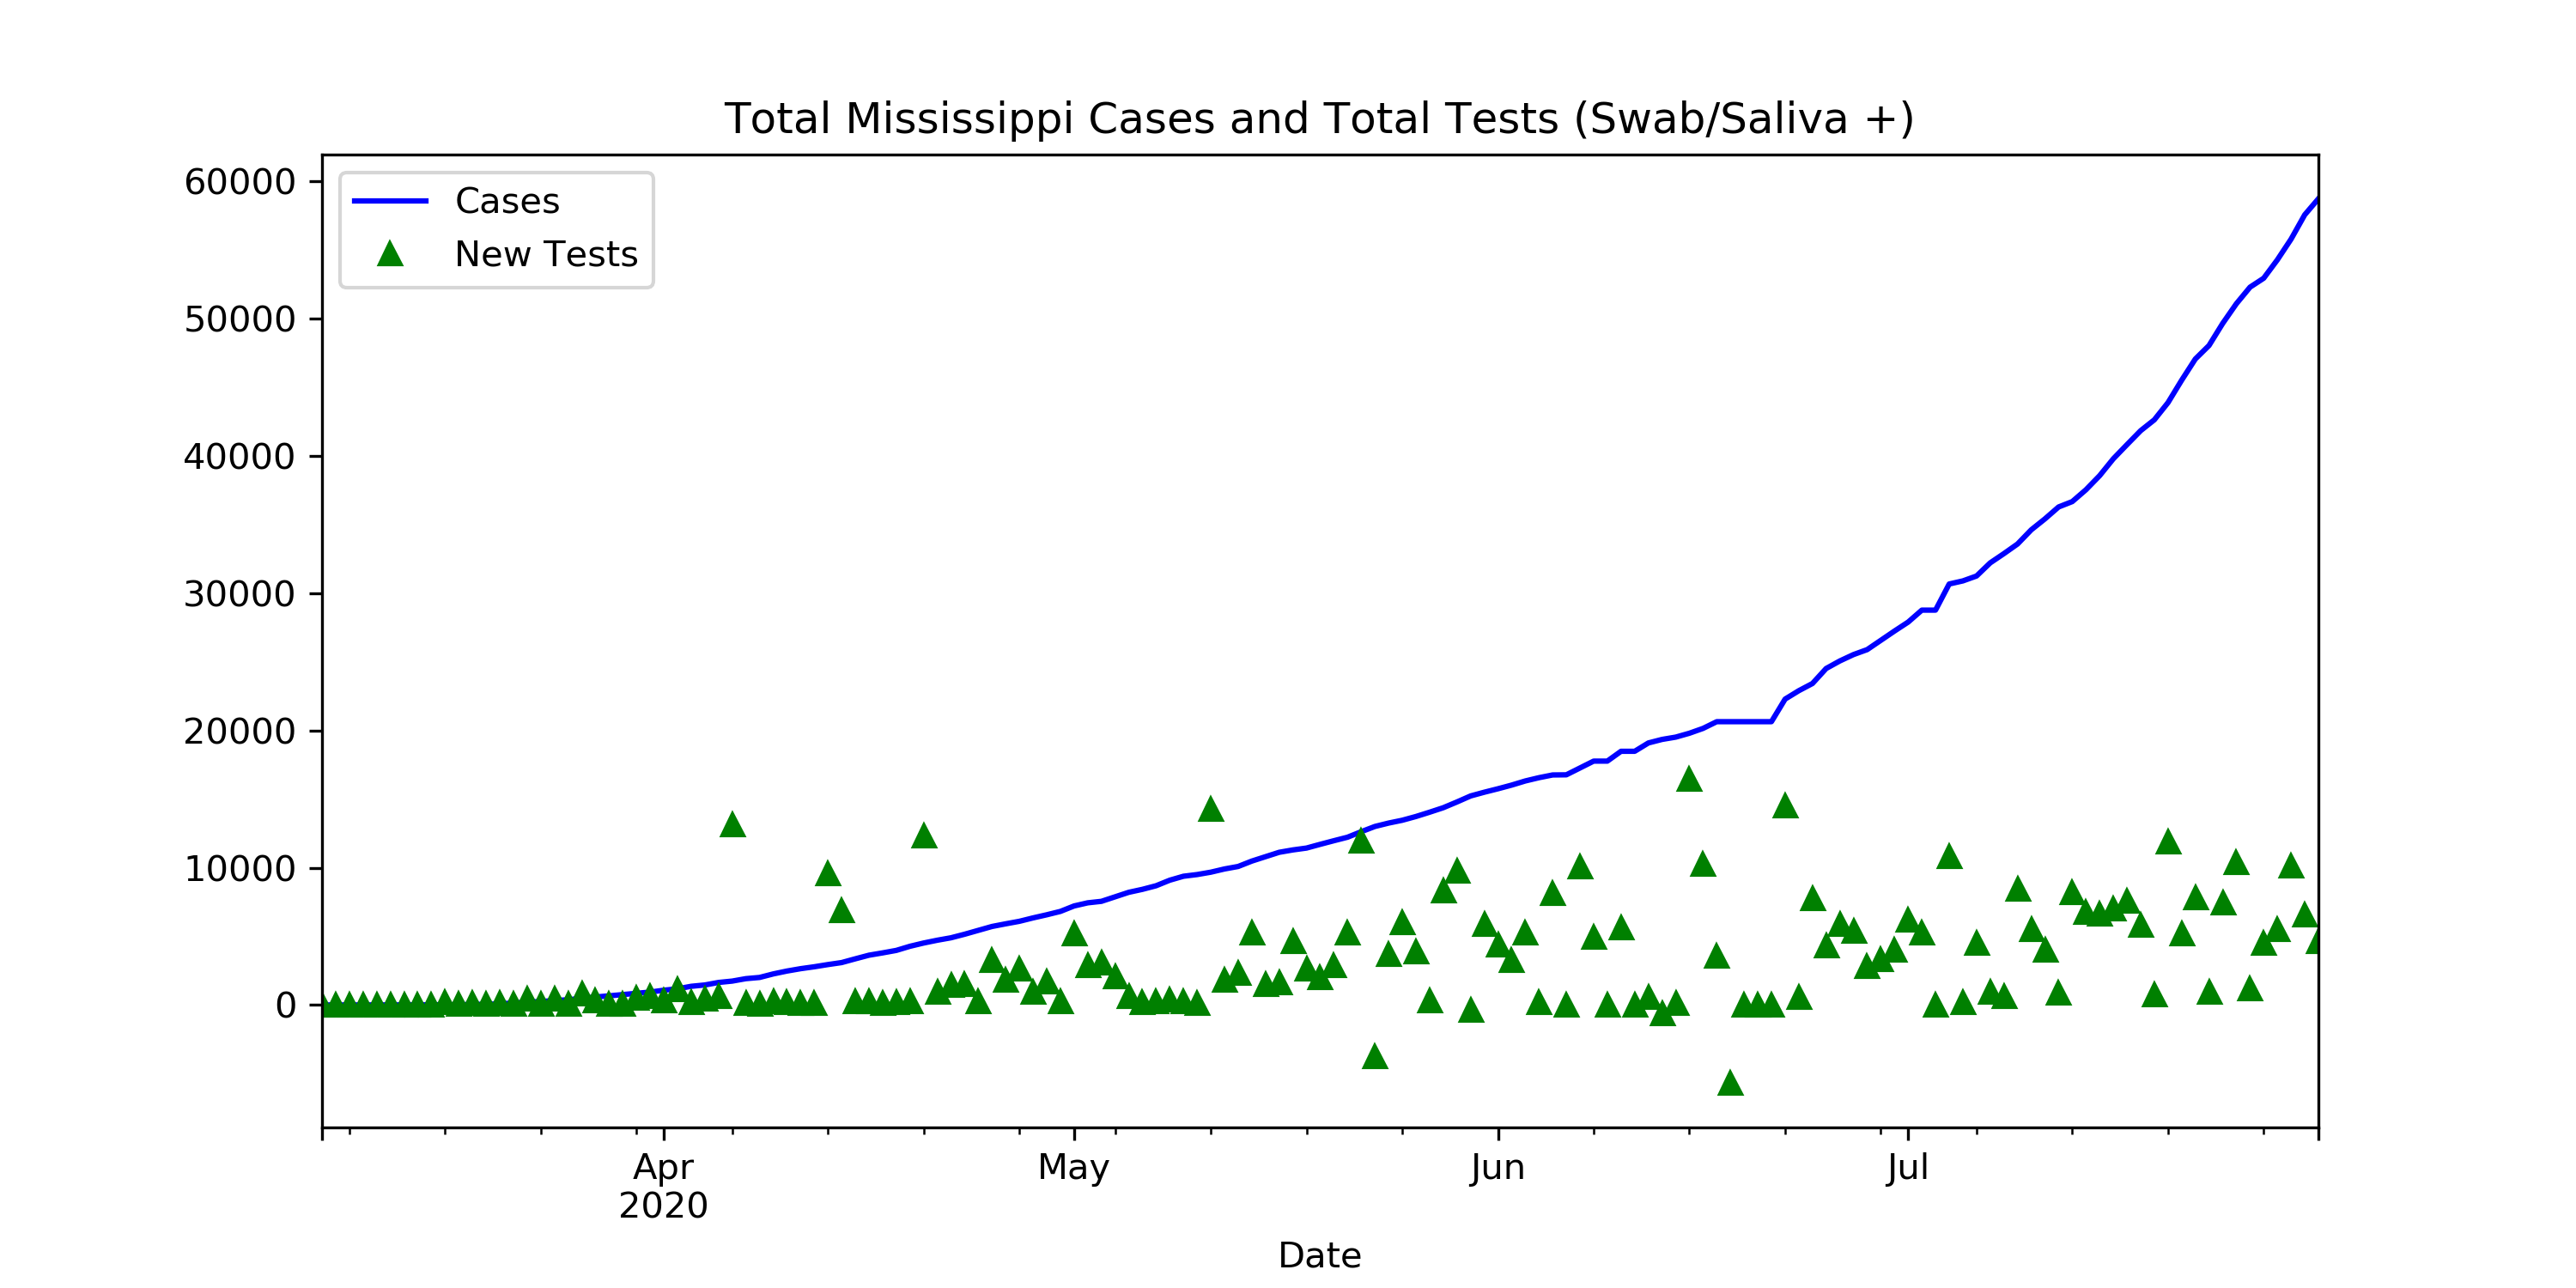 Total Mississippi Cases and Total Tests (Swab/Saliva +)
Cases
New Tests
60000
50000
40000
30000
20000
10000
0
Apr
2020
May
Jun
Jul
Date